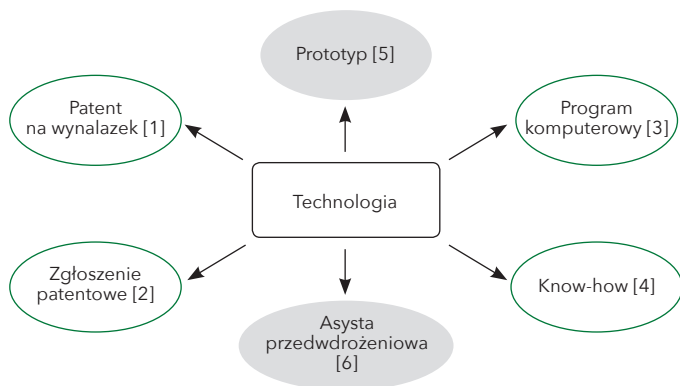 Prototyp [5]
Patent
na wynalazek [1]
Program
komputerowy [3]
Technologia
Zgłoszenie
patentowe [2]
Know-how [4]
Asysta
przedwdrożeniowa
[6]